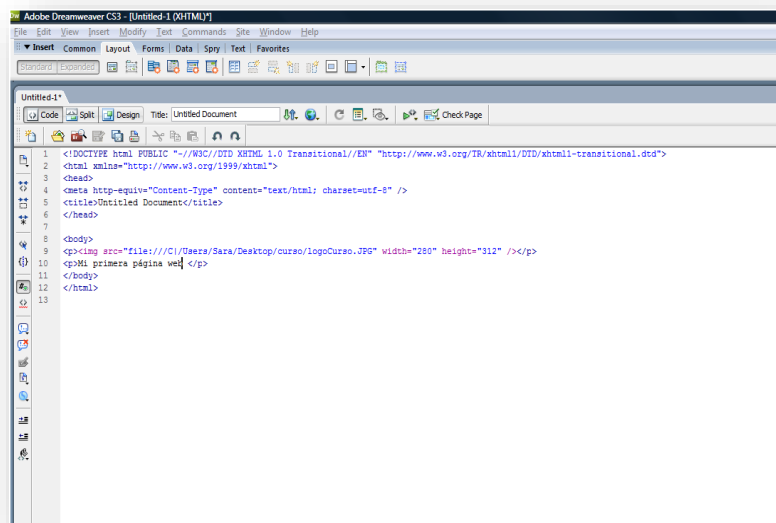 Dw Adobe Dreamweaver CS3 - [Untitled-1 (XHTML)*]
File Edit View Insert Modify Text Commands Site Window Help
▼ Insert Common Layout Forms Data Spry Text Favorites
Standard Expanded
Untitled-1*
Code Split Design Title: Untitled Document Check Page
1 <!DOCTYPE html PUBLIC "-//W3C//DTD XHTML 1.0 Transitional//EN" "http://www.w3.org/TR/xhtml1/DTD/xhtml1-transitional.dtd">
2 <html xmlns="http://www.w3.org/1999/xhtml">
3 <head>
4 <meta http-equiv="Content-Type" content="text/html; charset=utf-8" />
5 <title>Untitled Document</title>
6 </head>
7
8 <body>
9 <p><img src="file:///C|/Users/Sara/Desktop/curso/logoCurso.JPG" width="280" height="312" /></p>
10 <p>Mi primera página web </p>
11 </body>
12 </html>
13